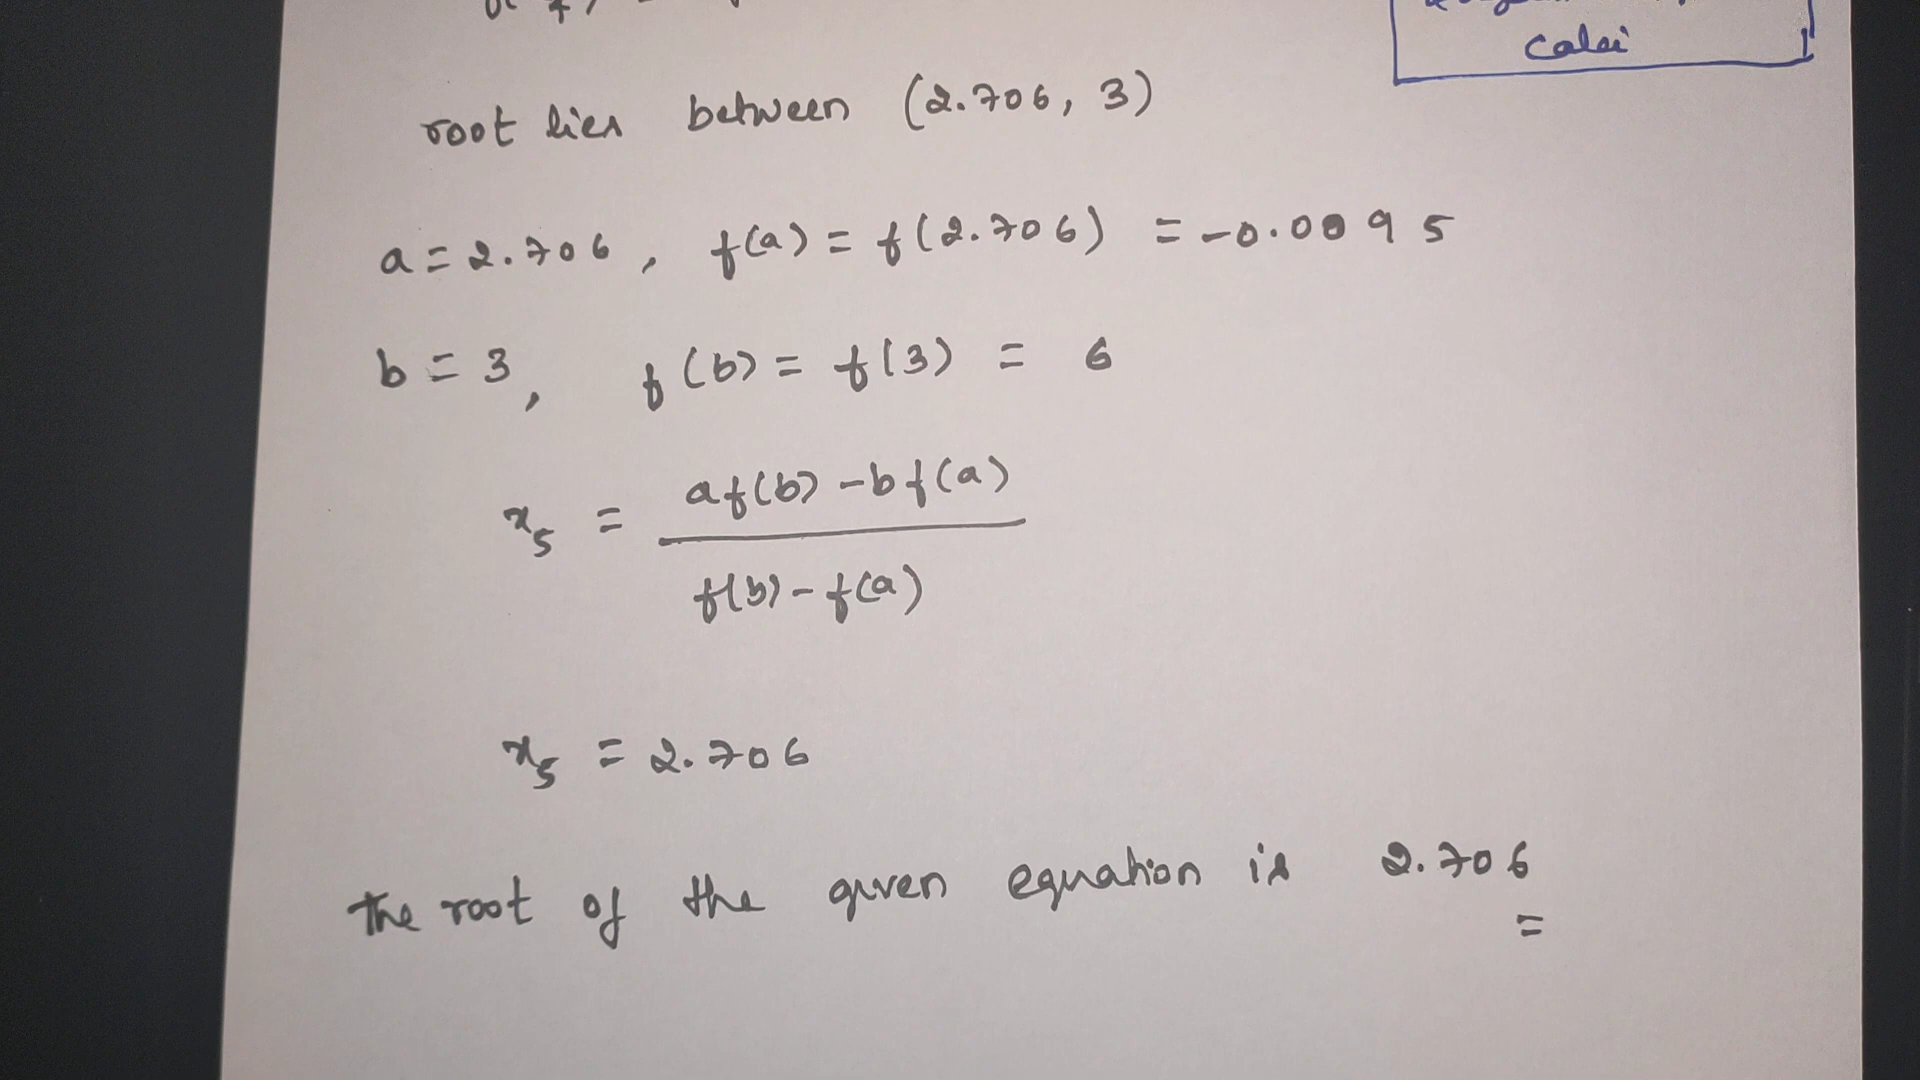 calci
root lies between (2.706, 3)
a = 2.706, f(a) = f(2.706) = -0.0095
b = 3, f(b) = f(3) = 6
x₅ = af(b) - bf(a)
f(b) - f(a)
x₅ = 2.706
The root of the given equation is 2.706
=